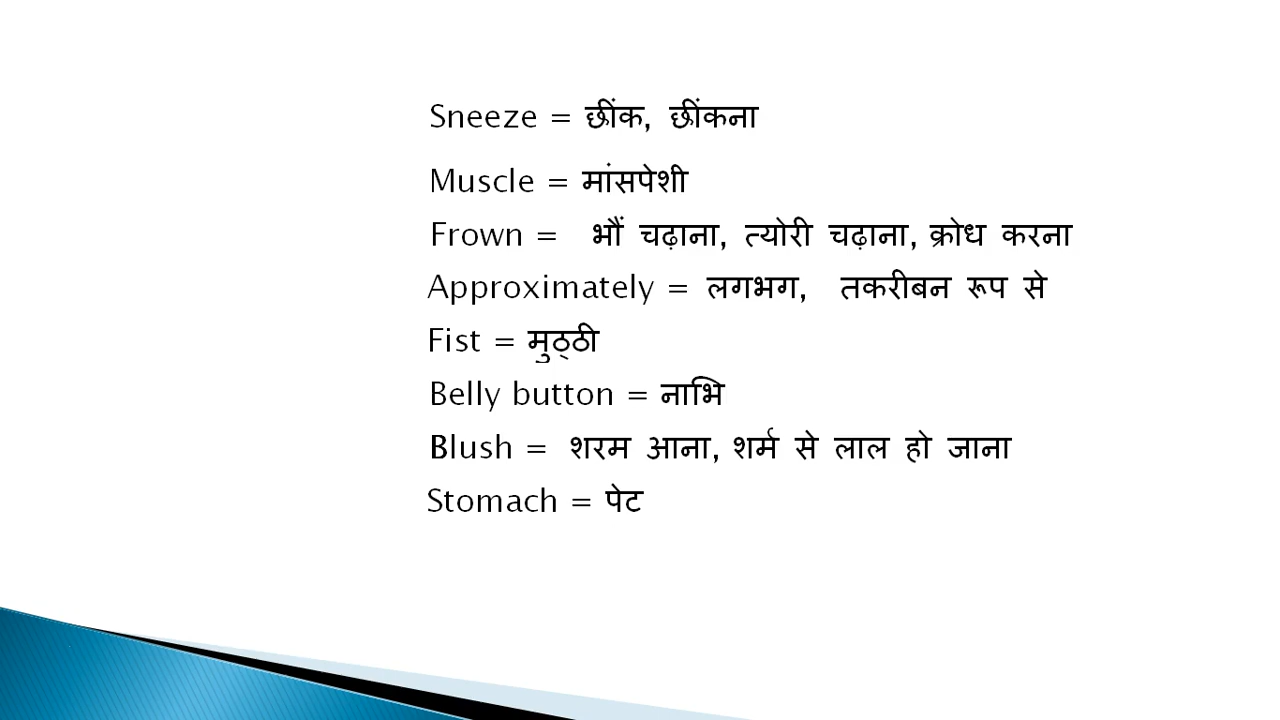 Sneeze = छींक, छींकना
Muscle = मांसपेशी
Frown = भौं चढ़ाना, त्योरी चढ़ाना, क्रोध करना
Approximately = लगभग, तकरीबन रूप से
Fist = मुठ्ठी
Belly button = नाभि
Blush = शरम आना, शर्म से लाल हो जाना
Stomach = पेट